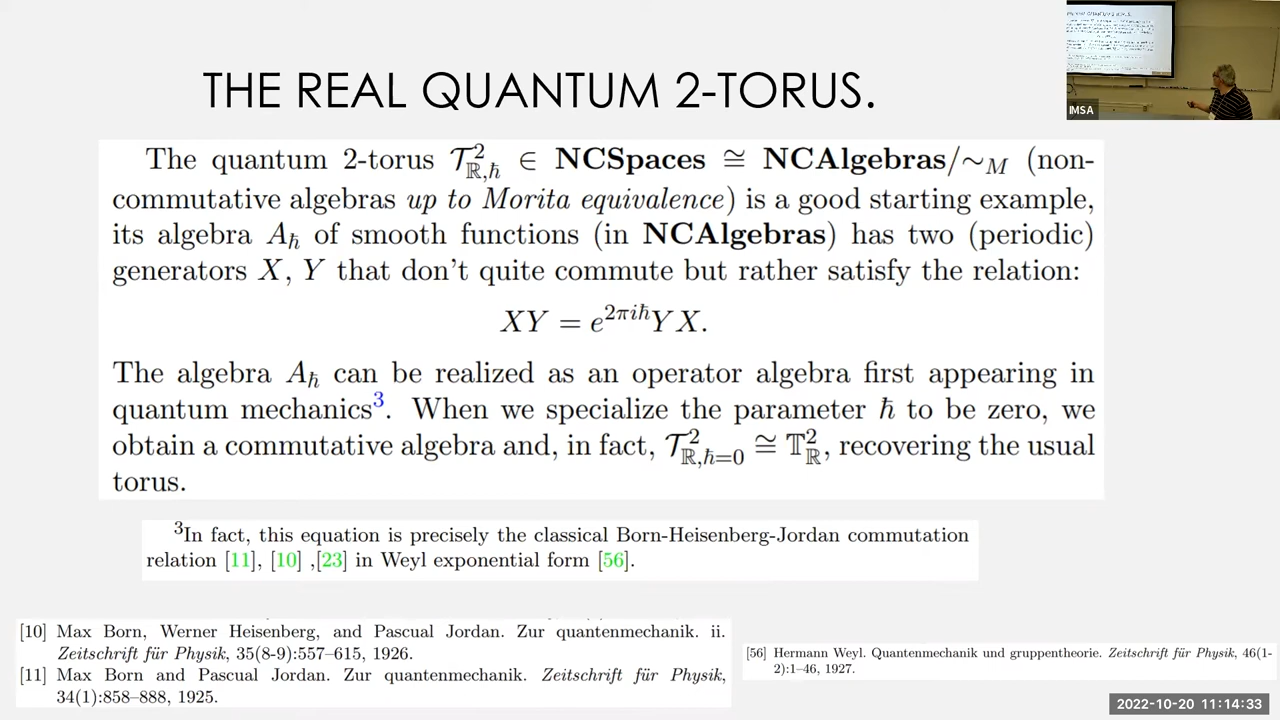 THE REAL QUANTUM 2-TORUS.
IMSA
The quantum 2-torus 𝒯²_{ℝ,ℏ} ∈ NCSpaces ≅ NCAlgebras/∼_M (non-
commutative algebras up to Morita equivalence) is a good starting example,
its algebra A_ℏ of smooth functions (in NCAlgebras) has two (periodic)
generators X, Y that don't quite commute but rather satisfy the relation:
XY = e^{2πiℏ}YX.
The algebra A_ℏ can be realized as an operator algebra first appearing in
quantum mechanics³. When we specialize the parameter ℏ to be zero, we
obtain a commutative algebra and, in fact, 𝒯²_{ℝ,ℏ=0} ≅ 𝕋²_ℝ, recovering the usual
torus.
³In fact, this equation is precisely the classical Born-Heisenberg-Jordan commutation
relation [11], [10] ,[23] in Weyl exponential form [56].
[10] Max Born, Werner Heisenberg, and Pascual Jordan. Zur quantenmechanik. ii.
Zeitschrift für Physik, 35(8-9):557–615, 1926.
[11] Max Born and Pascual Jordan. Zur quantenmechanik. Zeitschrift für Physik,
34(1):858–888, 1925.
[56] Hermann Weyl. Quantenmechanik und gruppentheorie. Zeitschrift für Physik, 46(1-
2):1–46, 1927.
2022-10-20 11:14:33